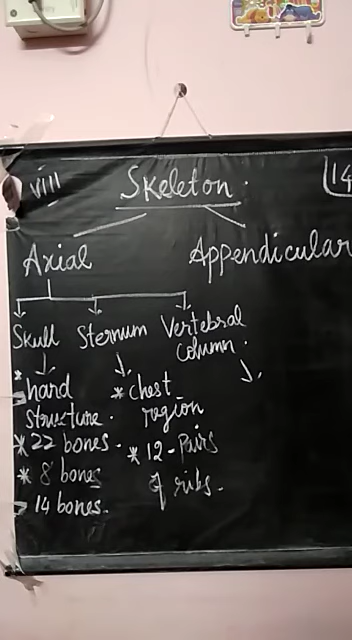 viii
Skeleton.
14
Axial
Appendicular
Skull
Sternum
Vertebral
column.
hard
structure.
* 22 bones.
* 8 bones
14 bones.
* chest
region
* 12-pairs
of ribs.